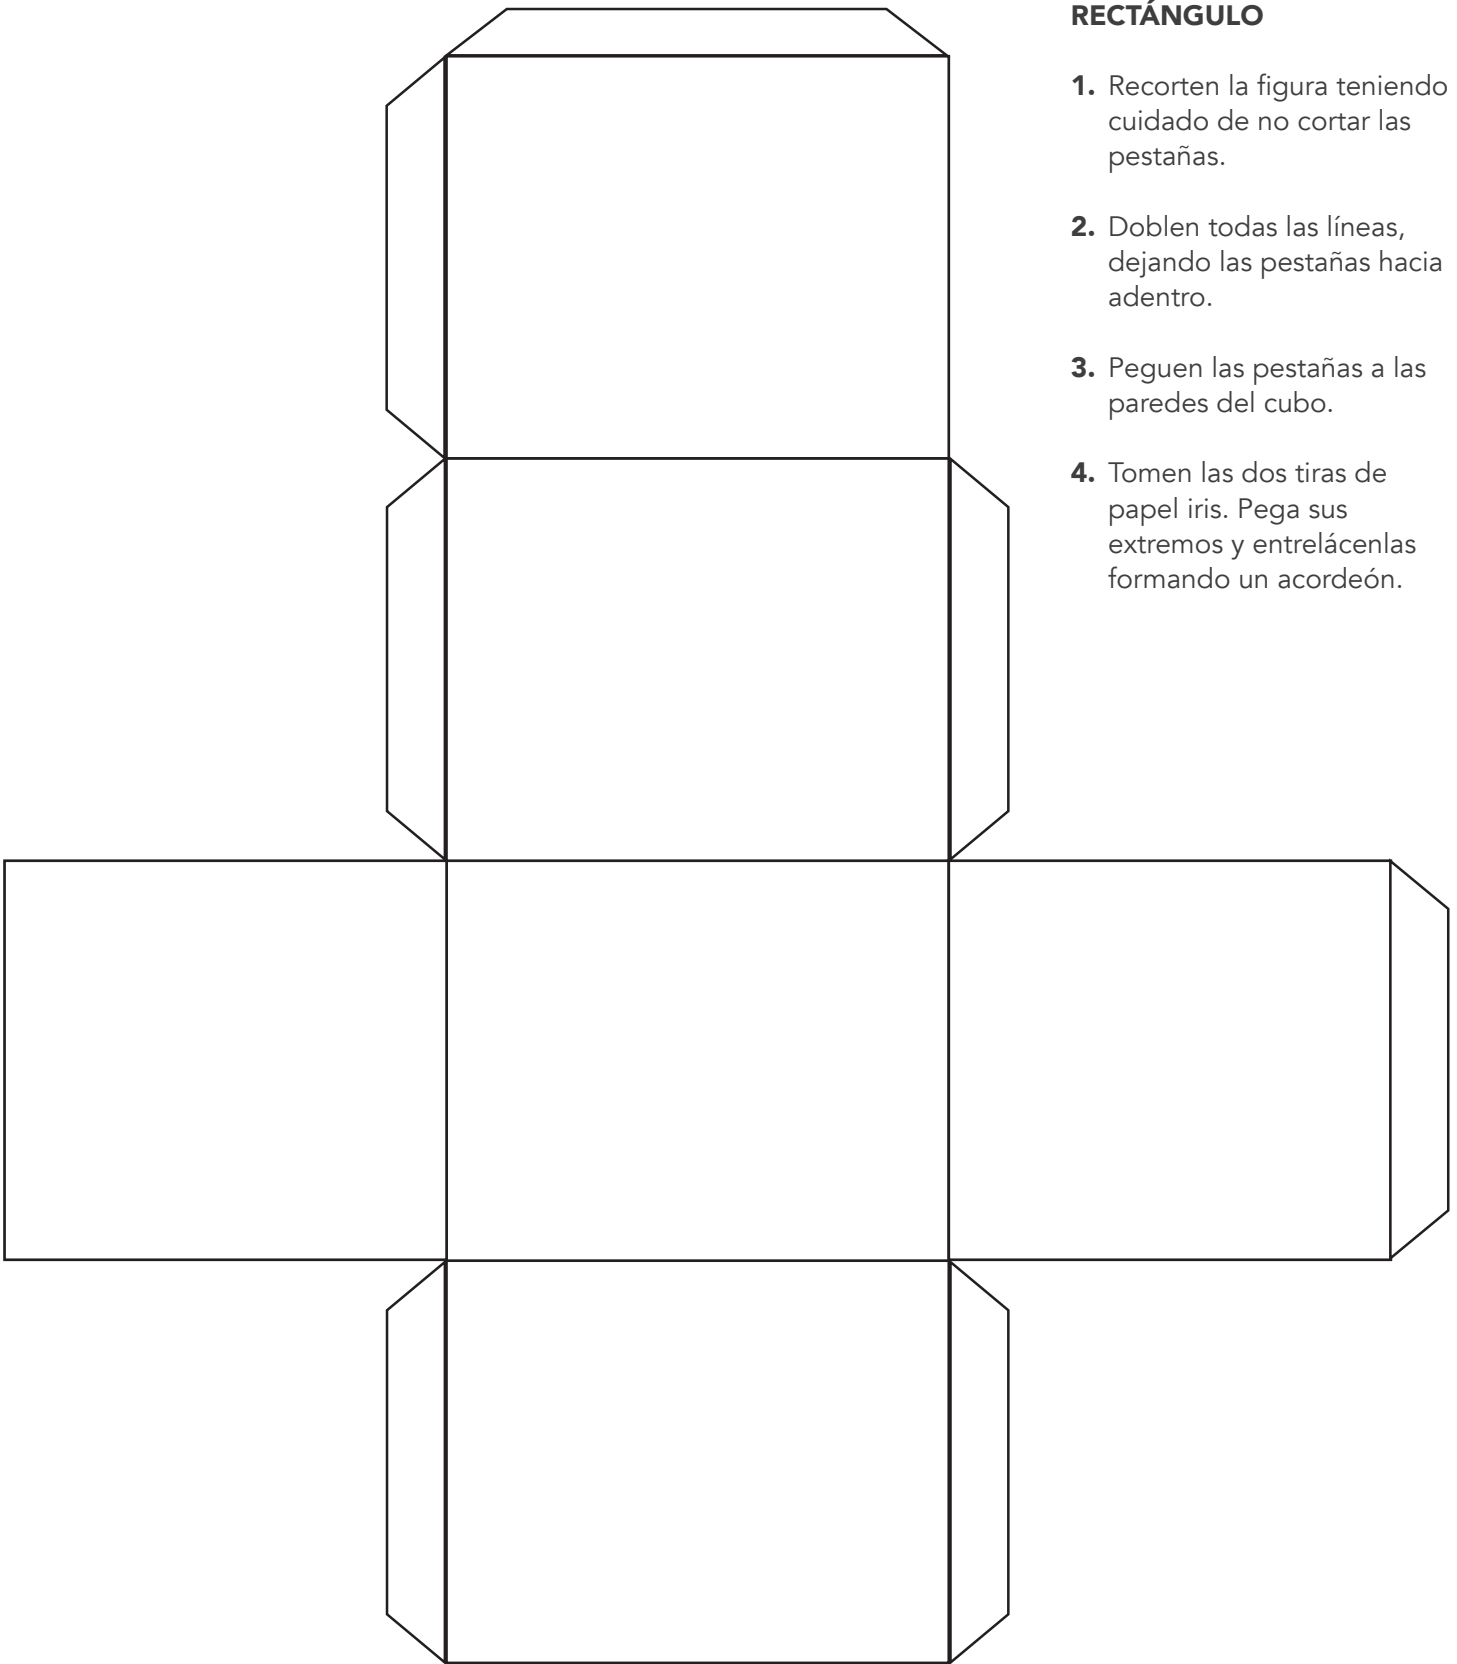 RECTÁNGULO
1. Recorten la figura teniendo
cuidado de no cortar las
pestañas.
2. Doblen todas las líneas,
dejando las pestañas hacia
adentro.
3. Peguen las pestañas a las
paredes del cubo.
4. Tomen las dos tiras de
papel iris. Pega sus
extremos y entrelácenlas
formando un acordeón.